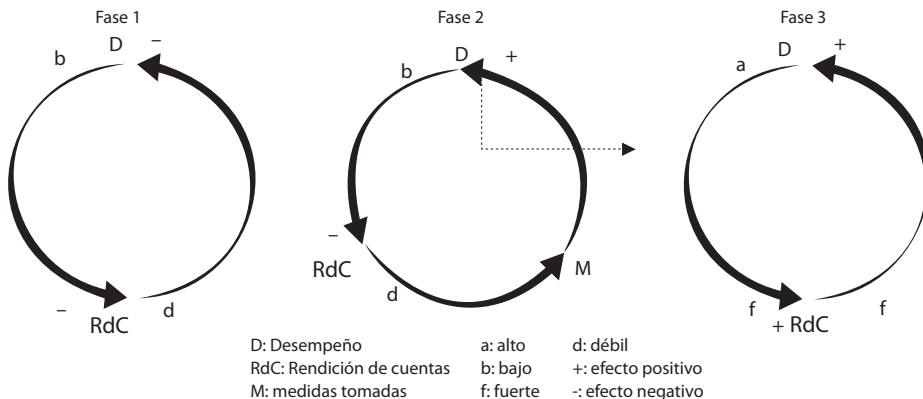 Fase 1
D –
b
– RdC d
Fase 2
D +
b
– RdC
d
M
Fase 3
D +
a
f
+ RdC
f
D: Desempeño a: alto d: débil
RdC: Rendición de cuentas b: bajo +: efecto positivo
M: medidas tomadas f: fuerte -: efecto negativo